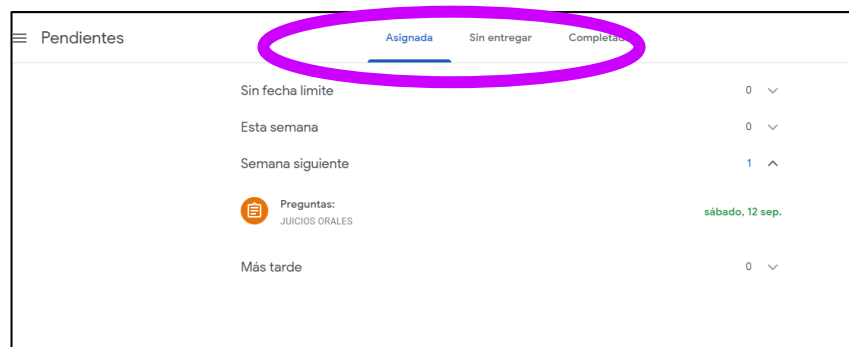 Pendientes
Asignada Sin entregar Completad
Sin fecha límite 0
Esta semana 0
Semana siguiente 1
Preguntas:
JUICIOS ORALES
sábado, 12 sep.
Más tarde 0